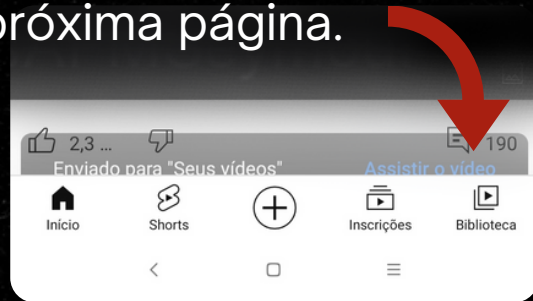 próxima página.
2,3 ...
190
Enviado para "Seus vídeos"
Assistir o vídeo
Início
Shorts
Inscrições
Biblioteca